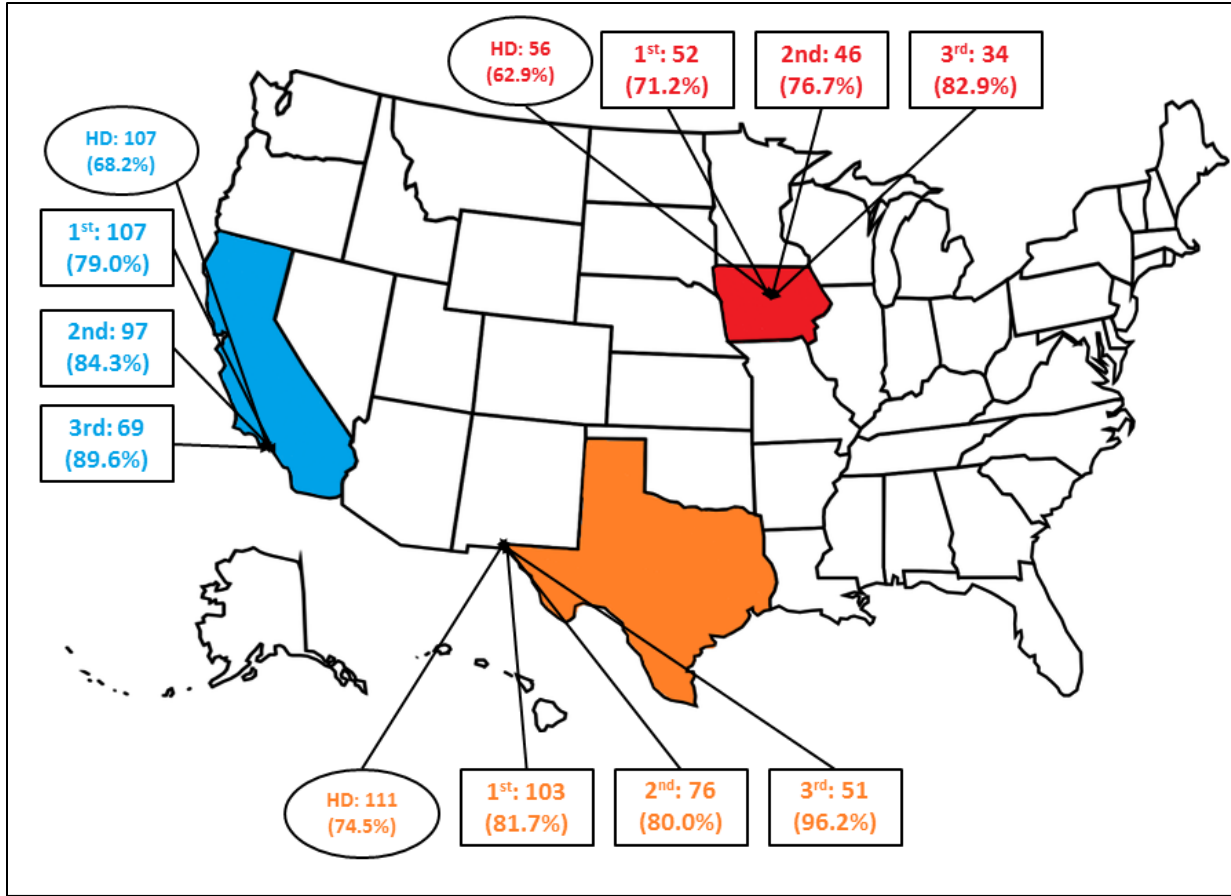 HD: 56
(62.9%)
1st: 52
(71.2%)
2nd: 46
(76.7%)
3rd: 34
(82.9%)
HD: 107
(68.2%)
1st: 107
(79.0%)
2nd: 97
(84.3%)
3rd: 69
(89.6%)
HD: 111
(74.5%)
1st: 103
(81.7%)
2nd: 76
(80.0%)
3rd: 51
(96.2%)